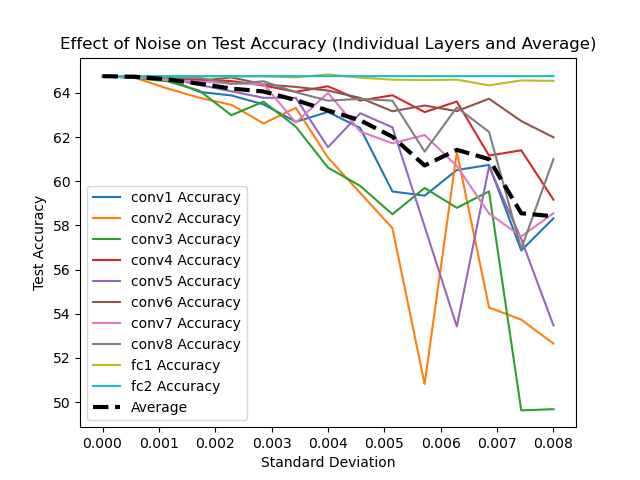 Effect of Noise on Test Accuracy (Individual Layers and Average)
Test Accuracy
64
62
60
58
56
54
52
50
conv1 Accuracy
conv2 Accuracy
conv3 Accuracy
conv4 Accuracy
conv5 Accuracy
conv6 Accuracy
conv7 Accuracy
conv8 Accuracy
fc1 Accuracy
fc2 Accuracy
Average
0.000 0.001 0.002 0.003 0.004 0.005 0.006 0.007 0.008
Standard Deviation